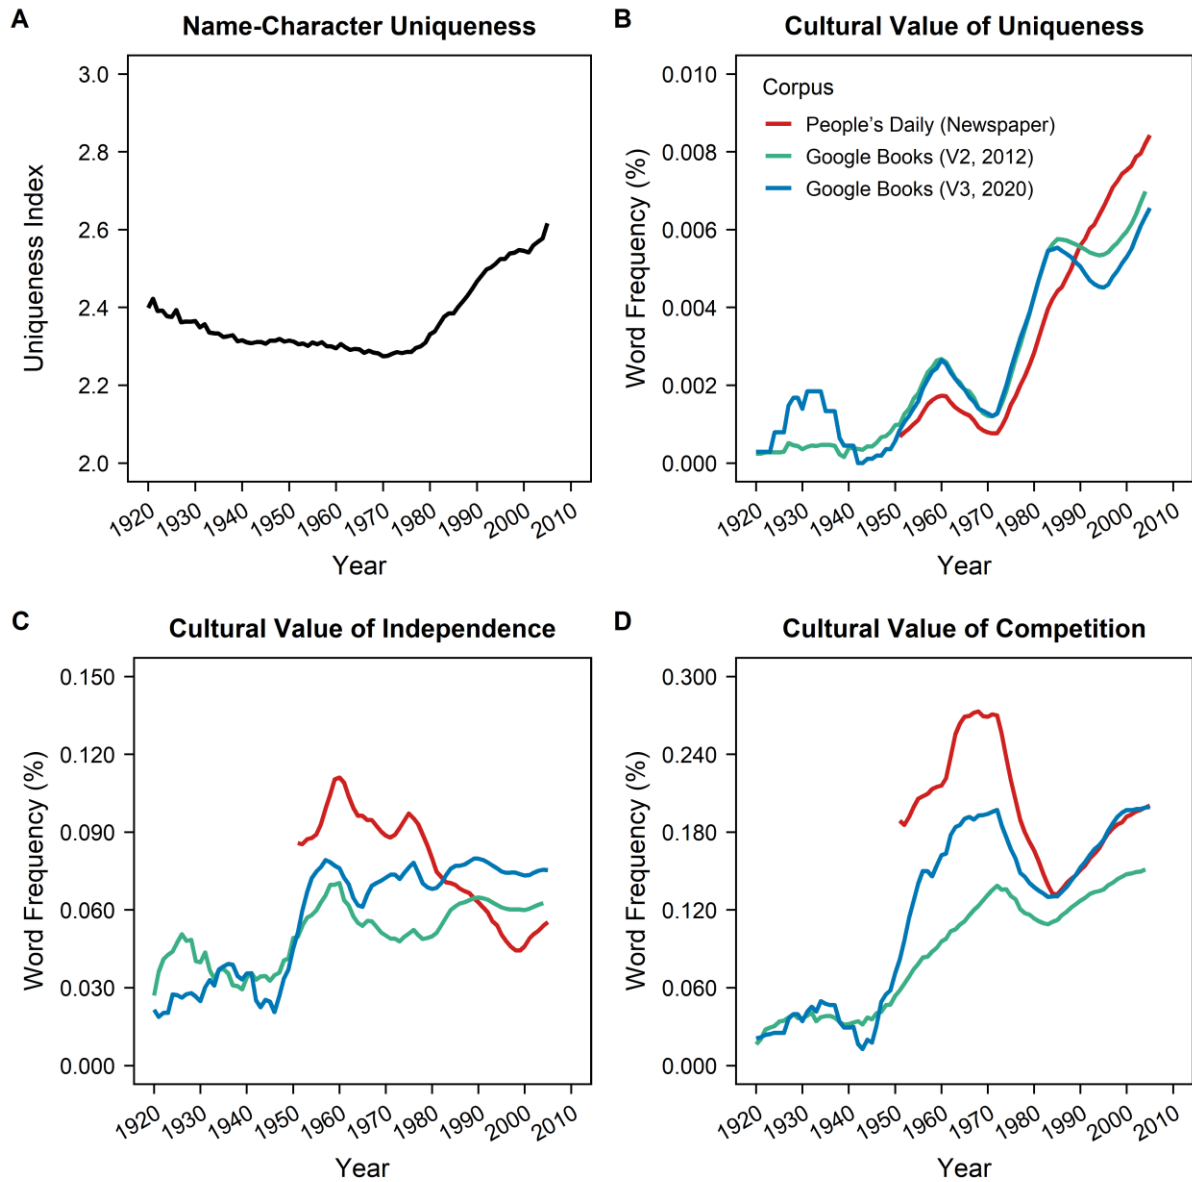 A
Name-Character Uniqueness
3.0
2.8
2.6
2.4
2.2
2.0
Uniqueness Index
1920 1930 1940 1950 1960 1970 1980 1990 2000 2010
Year
B
Cultural Value of Uniqueness
0.010
0.008
0.006
0.004
0.002
0.000
Word Frequency (%)
Corpus
People’s Daily (Newspaper)
Google Books (V2, 2012)
Google Books (V3, 2020)
1920 1930 1940 1950 1960 1970 1980 1990 2000 2010
Year
C
Cultural Value of Independence
0.150
0.120
0.090
0.060
0.030
0.000
Word Frequency (%)
1920 1930 1940 1950 1960 1970 1980 1990 2000 2010
Year
D
Cultural Value of Competition
0.300
0.240
0.180
0.120
0.060
0.000
Word Frequency (%)
1920 1930 1940 1950 1960 1970 1980 1990 2000 2010
Year